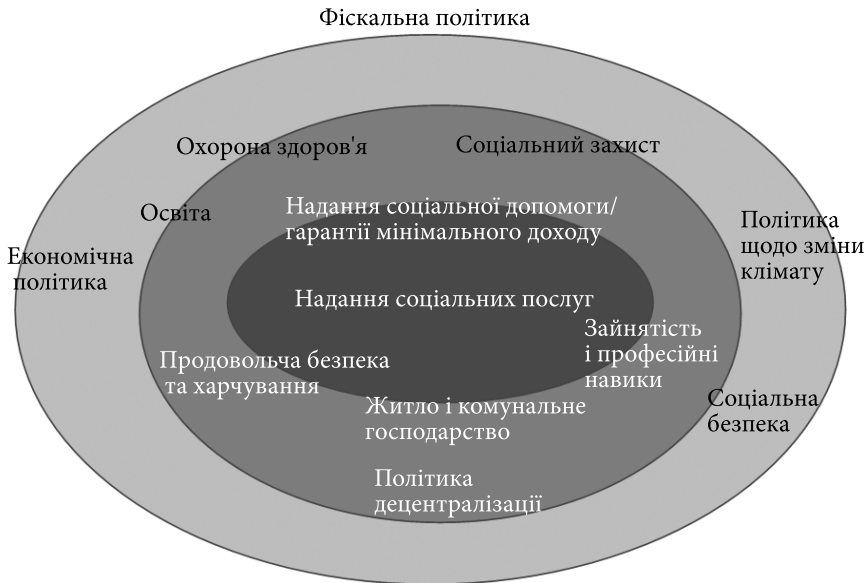 Фіскальна політика
Охорона здоров'я
Соціальний захист
Освіта
Надання соціальної допомоги/
гарантії мінімального доходу
Політика
щодо зміни
клімату
Економічна
політика
Надання соціальних послуг
Зайнятість
і професійні
навики
Продовольча безпека
та харчування
Житло і комунальне
господарство
Соціальна
безпека
Політика
децентралізації